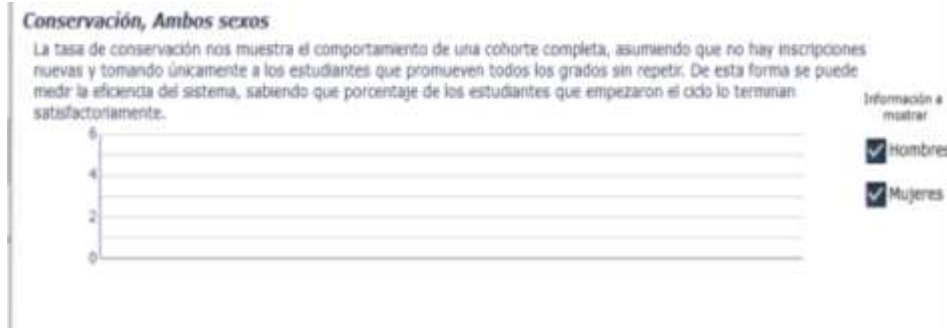 Conservación, Ambos sexos
La tasa de conservación nos muestra el comportamiento de una cohorte completa, asumiendo que no hay inscripciones
nuevas y tomando únicamente a los estudiantes que promueven todos los grados sin repetir. De esta forma se puede
medir la eficiencia del sistema, sabiendo que porcentaje de los estudiantes que empezaron el ciclo lo terminan
satisfactoriamente.
Información a
mostrar
Hombres
Mujeres
6
4
2
0